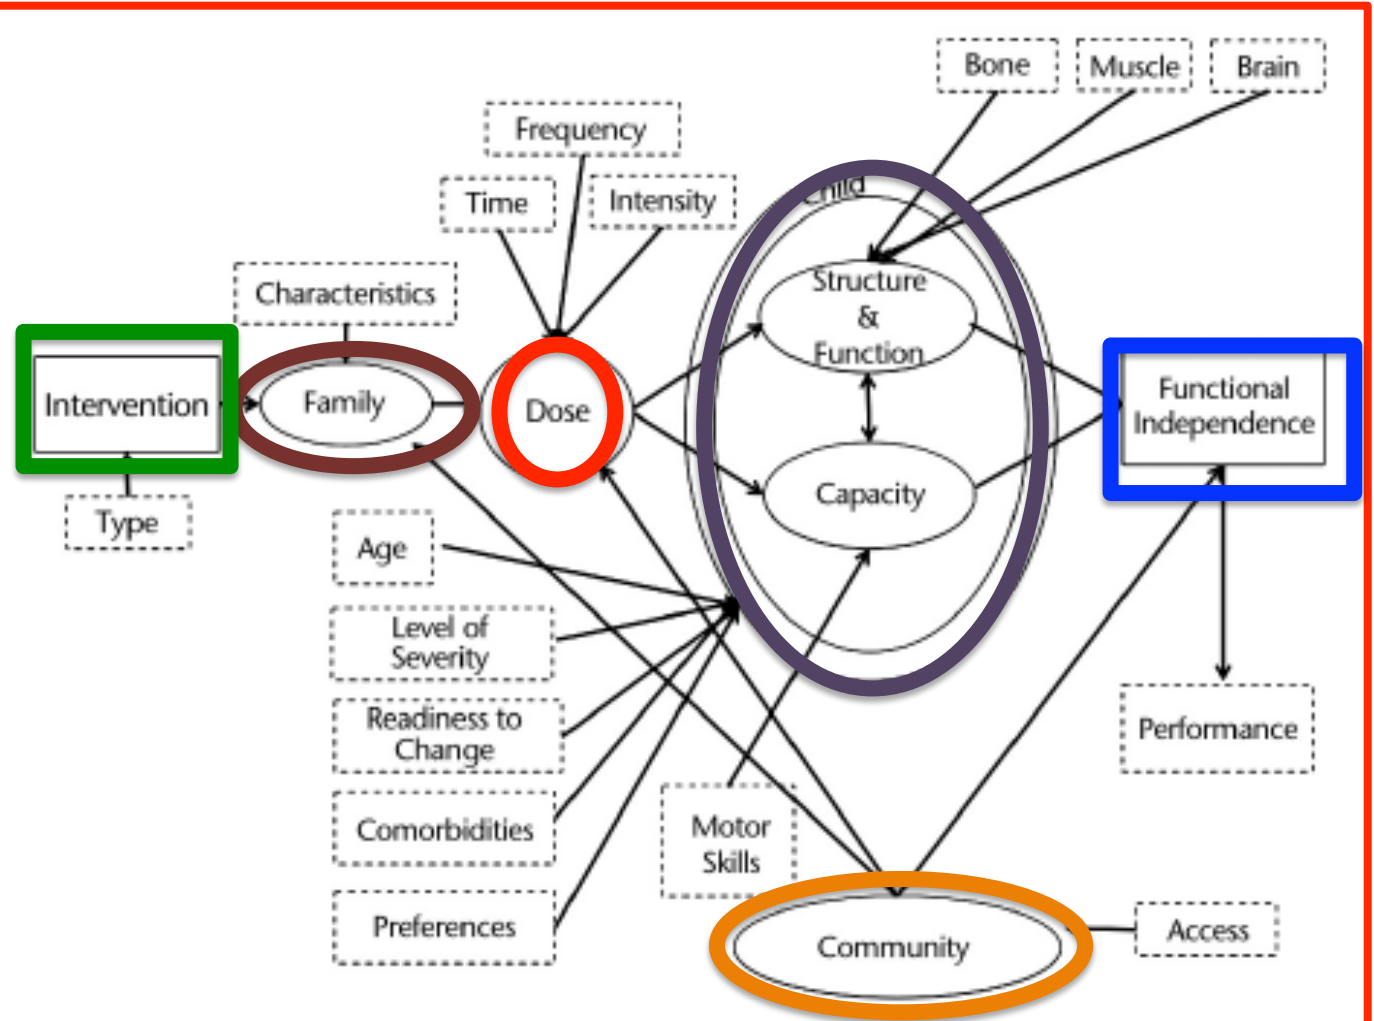 Bone
Muscle
Brain
Frequency
Time
Intensity
Child
Characteristics
Structure
&
Function
Intervention
Family
Dose
Functional
Independence
Capacity
Type
Age
Level of
Severity
Readiness to
Change
Performance
Comorbidities
Motor
Skills
Preferences
Community
Access